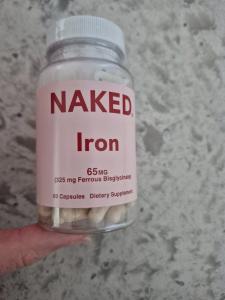 NAKED.
Iron
65MG
(325 mg Ferrous Bisglycinate)
60 Capsules Dietary Supplement